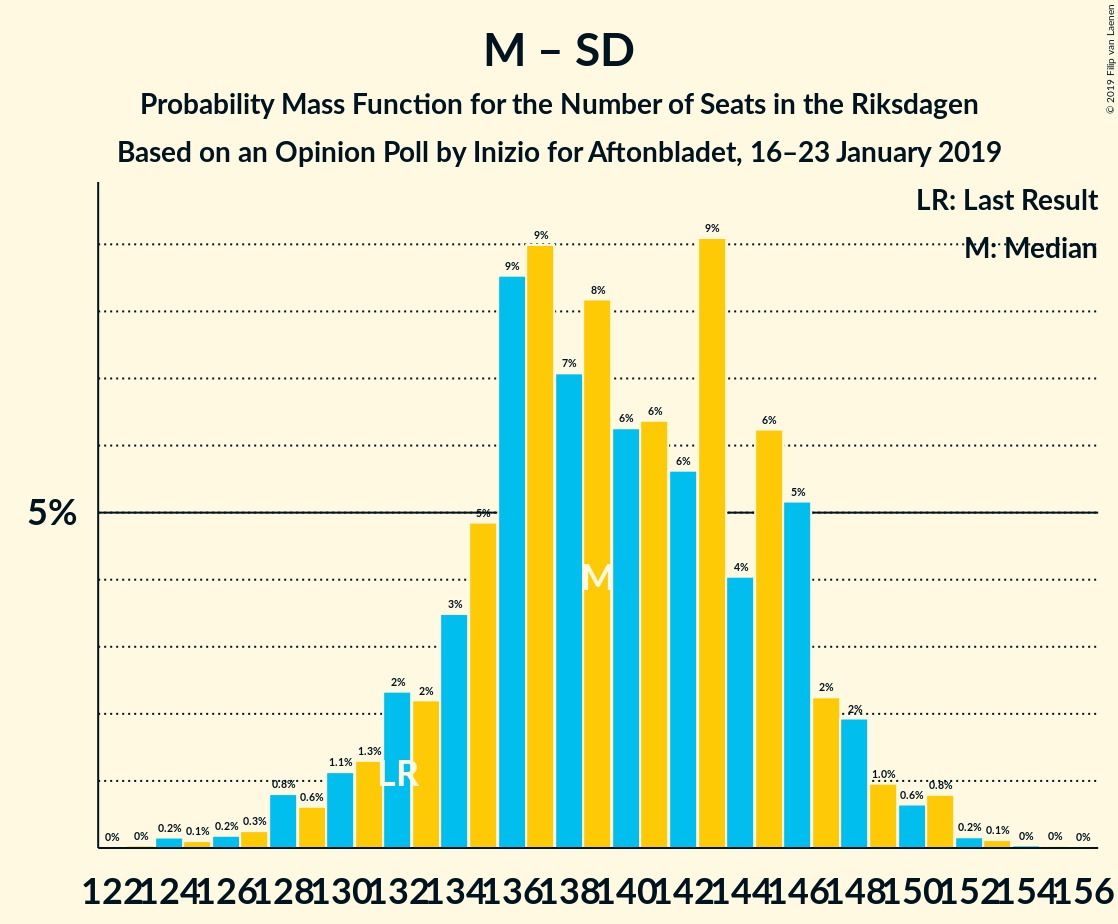 M – SD
Probability Mass Function for the Number of Seats in the Riksdagen
Based on an Opinion Poll by Inizio for Aftonbladet, 16–23 January 2019
© 2019 Filip van Laenen
LR: Last Result
M: Median
5%
0% 0% 0.2% 0.1% 0.2% 0.3% 0.8% 0.6% 1.1% 1.3% 2% 2% 3% 5% 9% 9% 7% 8% 6% 6% 6% 9% 4% 6% 5% 2% 2% 1.0% 0.6% 0.8% 0.2% 0.1% 0% 0% 0%
M
LR
122 124 126 128 130 132 134 136 138 140 142 144 146 148 150 152 154 156